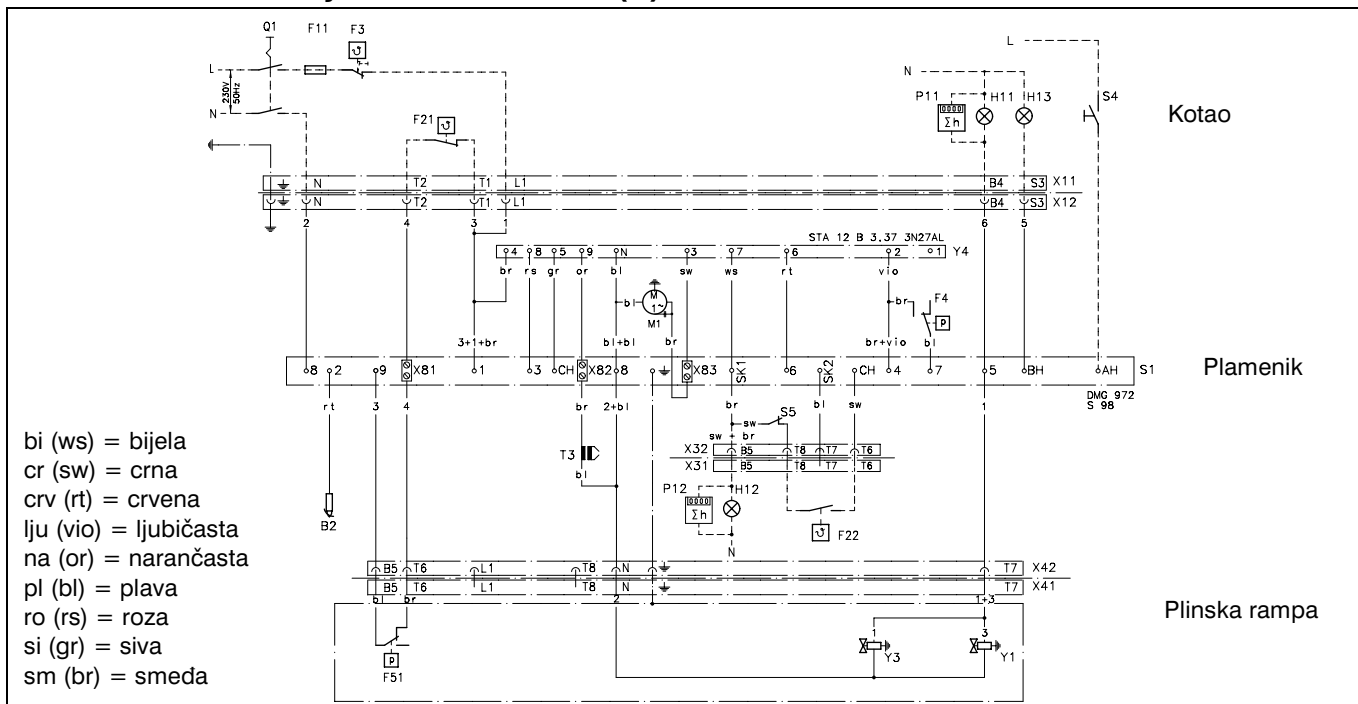 Q1 F11 F3
L
230V
50Hz
N
F21
L
N
P11 H11 H13 S4
Σh
Kotao
N T2 T1 L1 B4 S3 X11
N T2 T1 L1 B4 S3 X12
2 4 3 1 6 5
STA 12 B 3.37 3N27AL
4 8 5 9 N 3 7 6 2 1 Y4
br rs gr or bl sw ws rt vio
bl M 1~ M1 br
br F4 P
3+1+br bl+bl br+vio bl
8 2 9 X81 1 3 CH X82 8 X83 SK1 6 SK2 CH 4 7 5 BH AH S1
Plamenik
DMG 972
S 98
rt 3 4 br 2+bl br bl sw 1
sw S5
sw + br
X32 B5 T8 T7 T6
X31 B5 T8 T7 T6
T3
bl
P12 H12
Σh
F22
N
B2
bi (ws) = bijela
cr (sw) = crna
crv (rt) = crvena
lju (vio) = ljubičasta
na (or) = narančasta
pl (bl) = plava
ro (rs) = roza
si (gr) = siva
sm (br) = smeđa
B5 T6 L1 T8 N T7 X42
B5 T6 L1 T8 N T7 X41
bl br 2 1+3
Plinska rampa
1 3
Y3 Y1
P
F51